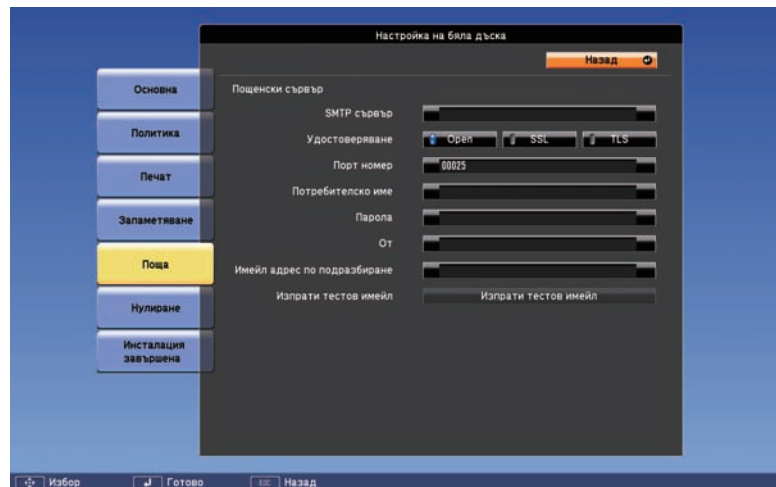 Настройка на бяла дъска
Назад
Основна
Политика
Печат
Запаметяване
Поща
Нулиране
Инсталация
завършена
Пощенски сървър
SMTP сървър
Удостоверяване Open SSL TLS
Порт номер 00025
Потребителско име
Парола
От
Имейл адрес по подразбиране
Изпрати тестов имейл Изпрати тестов имейл
Избор Готово ESC Назад